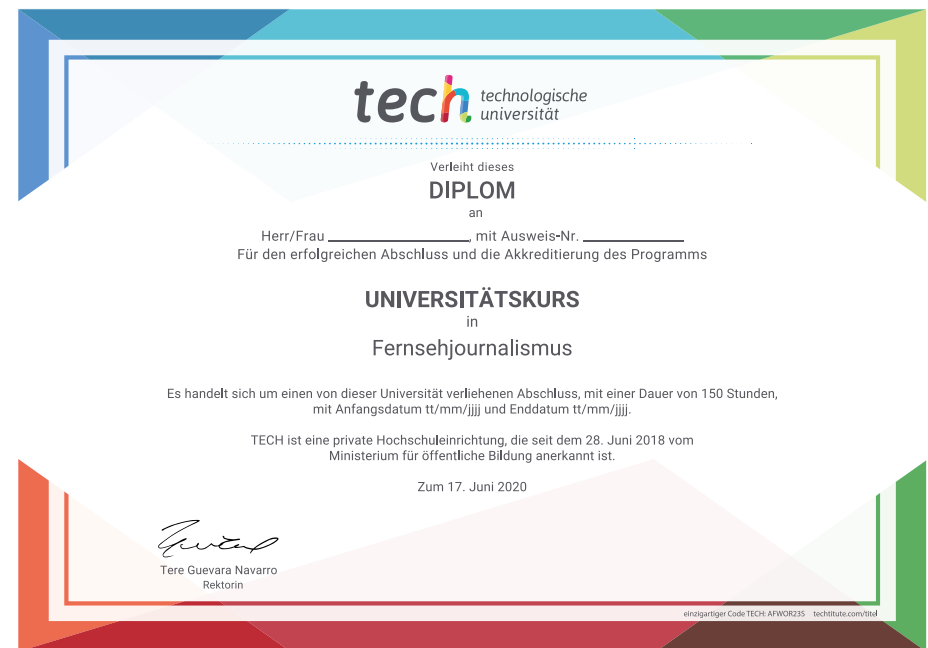 tech technologische
universität
Verleiht dieses
DIPLOM
an
Herr/Frau ____________________, mit Ausweis-Nr. ______________
Für den erfolgreichen Abschluss und die Akkreditierung des Programms
UNIVERSITÄTSKURS
in
Fernsehjournalismus
Es handelt sich um einen von dieser Universität verliehenen Abschluss, mit einer Dauer von 150 Stunden,
mit Anfangsdatum tt/mm/jjjj und Enddatum tt/mm/jjjj.
TECH ist eine private Hochschuleinrichtung, die seit dem 28. Juni 2018 vom
Ministerium für öffentliche Bildung anerkannt ist.
Zum 17. Juni 2020
Tere Guevara Navarro
Rektorin
einzigartiger Code TECH: AFWOR23S techtitute.com/titel